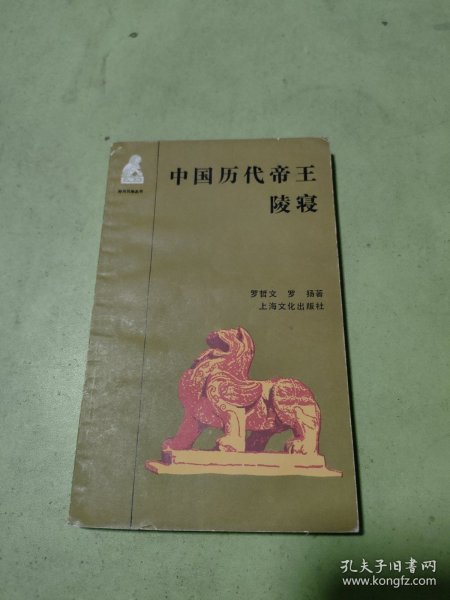 中国历代帝王
陵寝
罗哲文 罗 扬著
上海文化出版社
孔夫子旧书网
www.kongfz.com